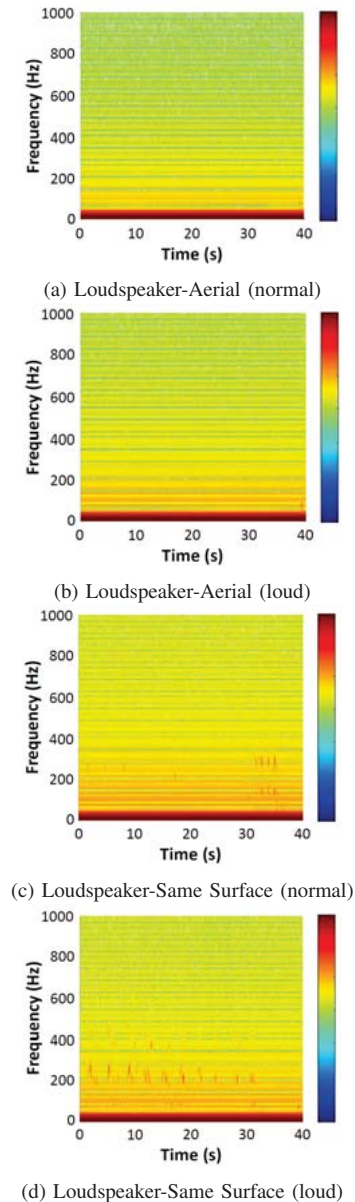 1000
800
600
400
200
0
Frequency (Hz)
0 10 20 30 40
Time (s)
(a) Loudspeaker-Aerial (normal)
1000
800
600
400
200
0
Frequency (Hz)
0 10 20 30 40
Time (s)
(b) Loudspeaker-Aerial (loud)
1000
800
600
400
200
0
Frequency (Hz)
0 10 20 30 40
Time (s)
(c) Loudspeaker-Same Surface (normal)
1000
800
600
400
200
0
Frequency (Hz)
0 10 20 30 40
Time (s)
(d) Loudspeaker-Same Surface (loud)